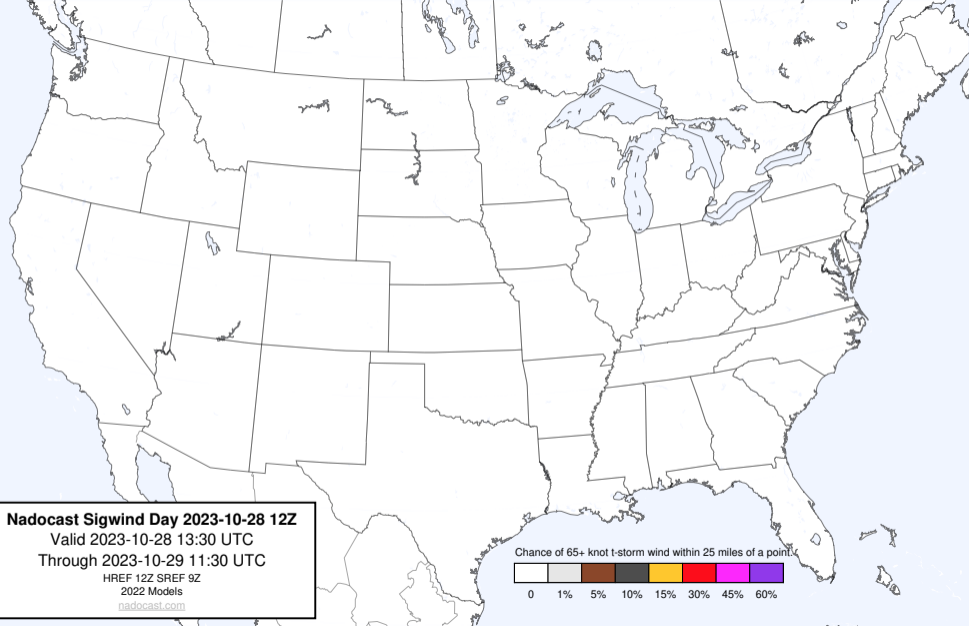 Nadocast Sigwind Day 2023-10-28 12Z
Valid 2023-10-28 13:30 UTC
Through 2023-10-29 11:30 UTC
HREF 12Z SREF 9Z
2022 Models
nadocast.com
Chance of 65+ knot t-storm wind within 25 miles of a point.
0 1% 5% 10% 15% 30% 45% 60%